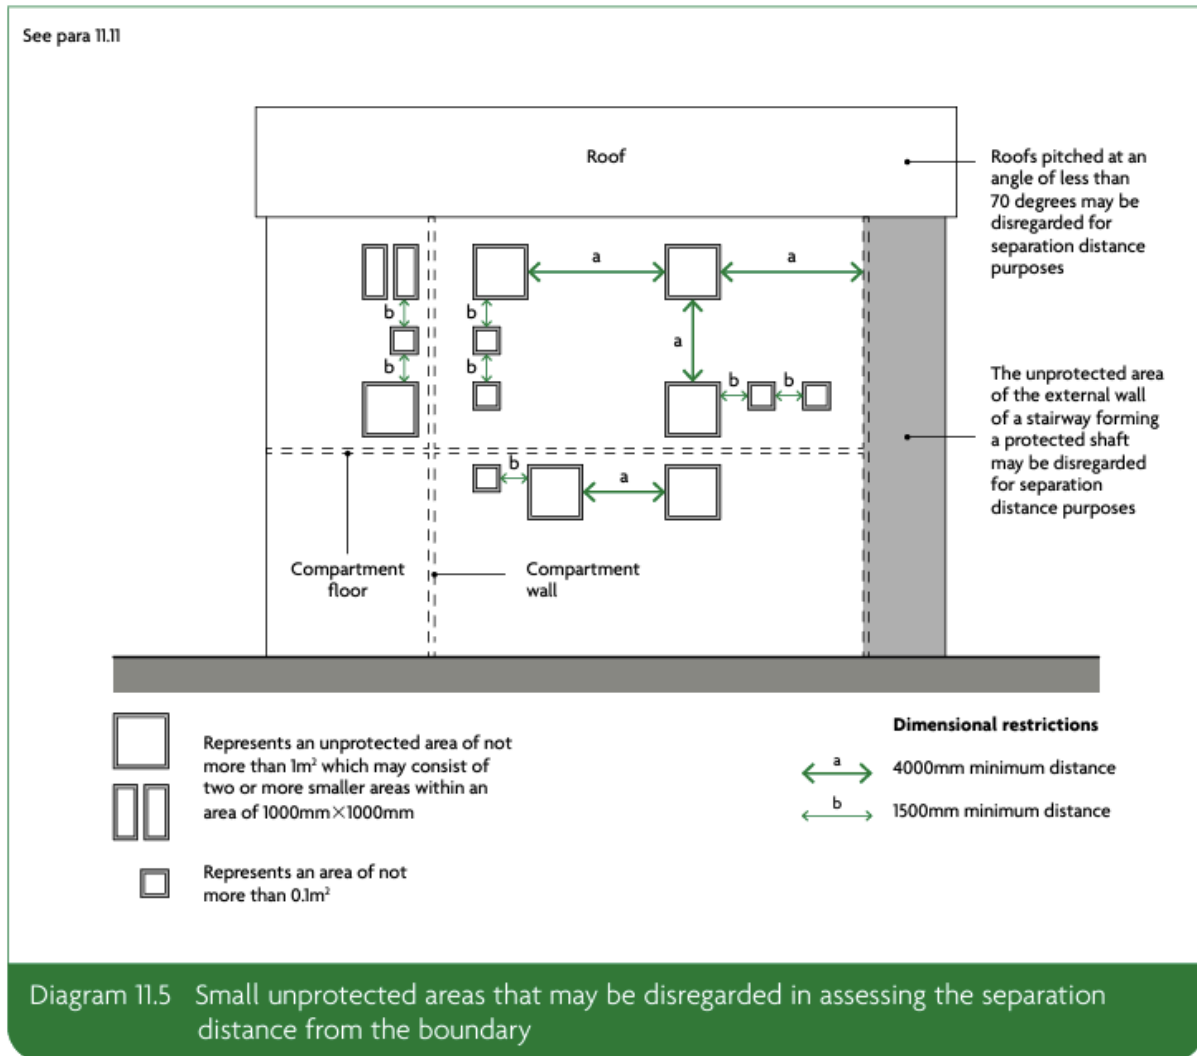 See para 11.11
Roof
Roofs pitched at an
angle of less than
70 degrees may be
disregarded for
separation distance
purposes
a
a
b
b
b
b
a
b
b
The unprotected area
of the external wall
of a stairway forming
a protected shaft
may be disregarded
for separation
distance purposes
b
a
Compartment
floor
Compartment
wall
Represents an unprotected area of not
more than 1m² which may consist of
two or more smaller areas within an
area of 1000mm×1000mm
Represents an area of not
more than 0.1m²
Dimensional restrictions
a
4000mm minimum distance
b
1500mm minimum distance
Diagram 11.5 Small unprotected areas that may be disregarded in assessing the separation
distance from the boundary